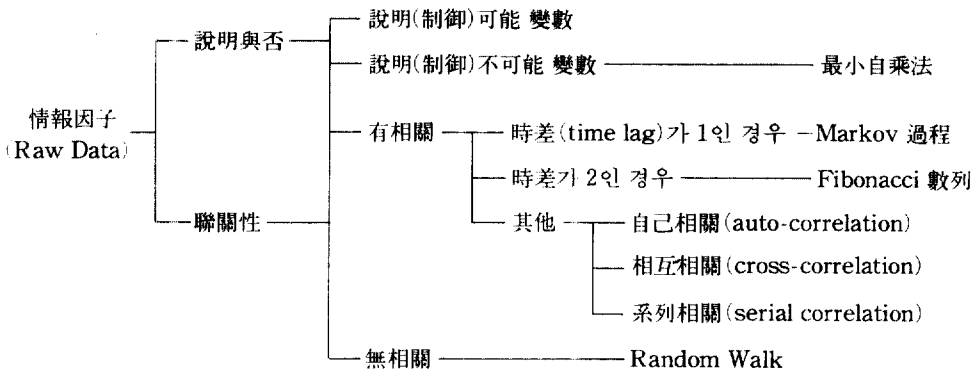 說明(制御)可能 變數
說明與否
說明(制御)不可能 變數 最小自乘法
情報因子
(Raw Data)
有相關 時差(time lag)가 1인 경우 Markov 過程
時差가 2인 경우 Fibonacci 數列
聯關性 其他 自己相關(auto-correlation)
相互相關(cross-correlation)
系列相關(serial correlation)
無相關 Random Walk